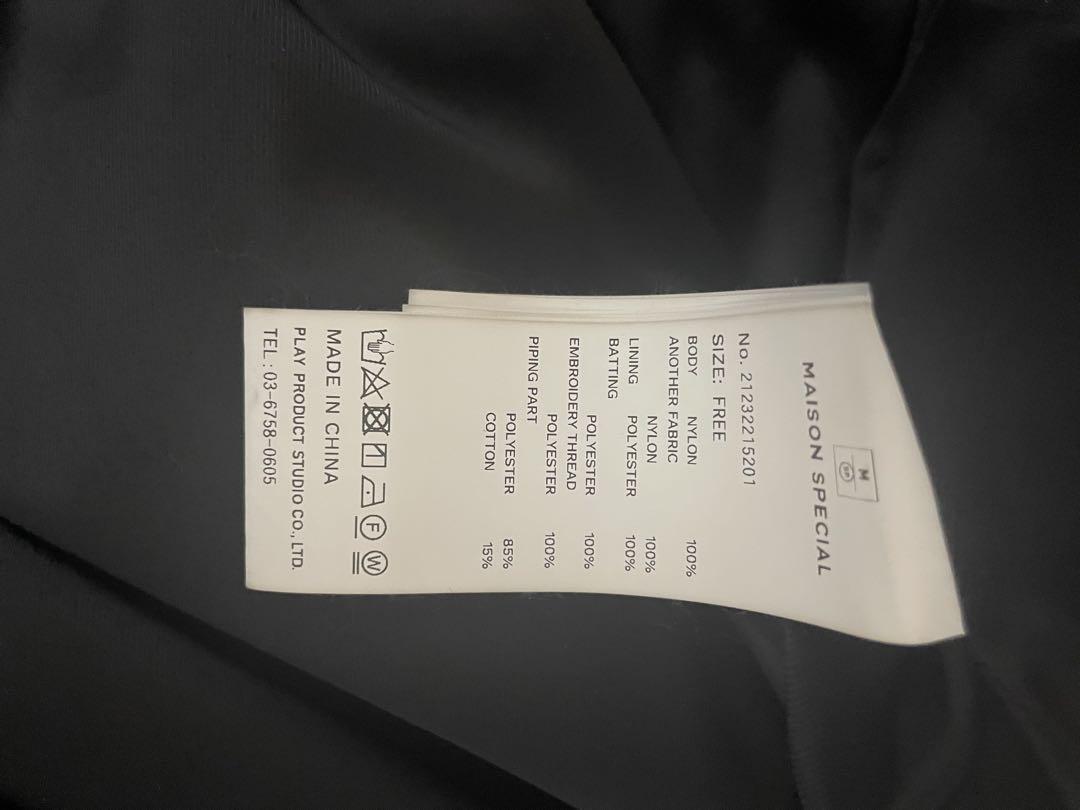 M
SP
MAISON SPECIAL
No. 21232215201
SIZE: FREE
BODY NYLON 100%
ANOTHER FABRIC
NYLON 100%
LINING POLYESTER 100%
BATTING
POLYESTER 100%
EMBROIDERY THREAD
POLYESTER 100%
PIPING PART
POLYESTER 85%
COTTON 15%
F W
MADE IN CHINA
PLAY PRODUCT STUDIO CO., LTD.
TEL : 03-6758-0605